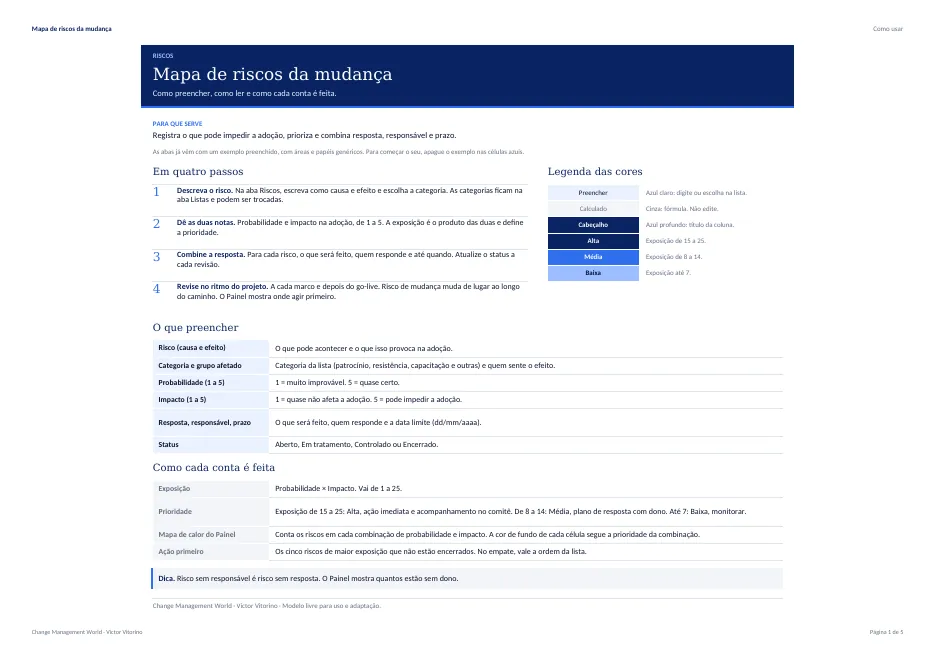 Mapa de riscos da mudança
Como usar
RISCOS
Mapa de riscos da mudança
Como preencher, como ler e como cada conta é feita.
PARA QUE SERVE
Registra o que pode impedir a adoção, prioriza e combina resposta, responsável e prazo.
As abas já vêm com um exemplo preenchido, com áreas e papéis genéricos. Para começar o seu, apague o exemplo nas células azuis.
Em quatro passos
1
Descreva o risco. Na aba Riscos, escreva como causa e efeito e escolha a categoria. As categorias ficam na
aba Listas e podem ser trocadas.
2
Dê as duas notas. Probabilidade e impacto na adoção, de 1 a 5. A exposição é o produto das duas e define
a prioridade.
3
Combine a resposta. Para cada risco, o que será feito, quem responde e até quando. Atualize o status a
cada revisão.
4
Revise no ritmo do projeto. A cada marco e depois do go-live. Risco de mudança muda de lugar ao longo
do caminho. O Painel mostra onde agir primeiro.
Legenda das cores
Preencher
Azul claro: digite ou escolha na lista.
Calculado
Cinza: fórmula. Não edite.
Cabeçalho
Azul profundo: título da coluna.
Alta
Exposição de 15 a 25.
Média
Exposição de 8 a 14.
Baixa
Exposição até 7.
O que preencher
Risco (causa e efeito)
O que pode acontecer e o que isso provoca na adoção.
Categoria e grupo afetado
Categoria da lista (patrocínio, resistência, capacitação e outras) e quem sente o efeito.
Probabilidade (1 a 5)
1 = muito improvável. 5 = quase certo.
Impacto (1 a 5)
1 = quase não afeta a adoção. 5 = pode impedir a adoção.
Resposta, responsável, prazo
O que será feito, quem responde e a data limite (dd/mm/aaaa).
Status
Aberto, Em tratamento, Controlado ou Encerrado.
Como cada conta é feita
Exposição
Probabilidade × Impacto. Vai de 1 a 25.
Prioridade
Exposição de 15 a 25: Alta, ação imediata e acompanhamento no comitê. De 8 a 14: Média, plano de resposta com dono. Até 7: Baixa, monitorar.
Mapa de calor do Painel
Conta os riscos em cada combinação de probabilidade e impacto. A cor de fundo de cada célula segue a prioridade da combinação.
Ação primeiro
Os cinco riscos de maior exposição que não estão encerrados. No empate, vale a ordem da lista.
Dica. Risco sem responsável é risco sem resposta. O Painel mostra quantos estão sem dono.
Change Management World · Victor Vitorino · Modelo livre para uso e adaptação.
Change Management World · Victor Vitorino
Página 1 de 5